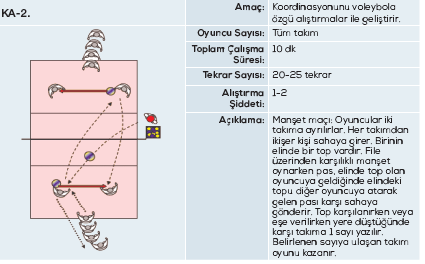 KA-2.
Amaç: Koordinasyonunu voleybola
özgü alıştırmalar ile geliştirir.
Oyuncu Sayısı: Tüm takım
Toplam Çalışma
Süresi:
10 dk
Tekrar Sayısı: 20-25 tekrar
Alıştırma
Şiddeti:
1-2
Açıklama: Manşet maçı: Oyuncular iki
takıma ayrılırlar. Her takımdan
ikişer kişi sahaya girer. Birinin
elinde bir top vardır. File
üzerinden karşılıklı manşet
oynarken pas, elinde top olan
oyuncuya geldiğinde elindeki
topu diğer oyuncuya atarak
gelen pası karşı sahaya
gönderir. Top karşılanırken veya
eşe verilirken yere düştüğünde
karşı takıma 1 sayı yazılır.
Belirlenen sayıya ulaşan takım
oyunu kazanır.